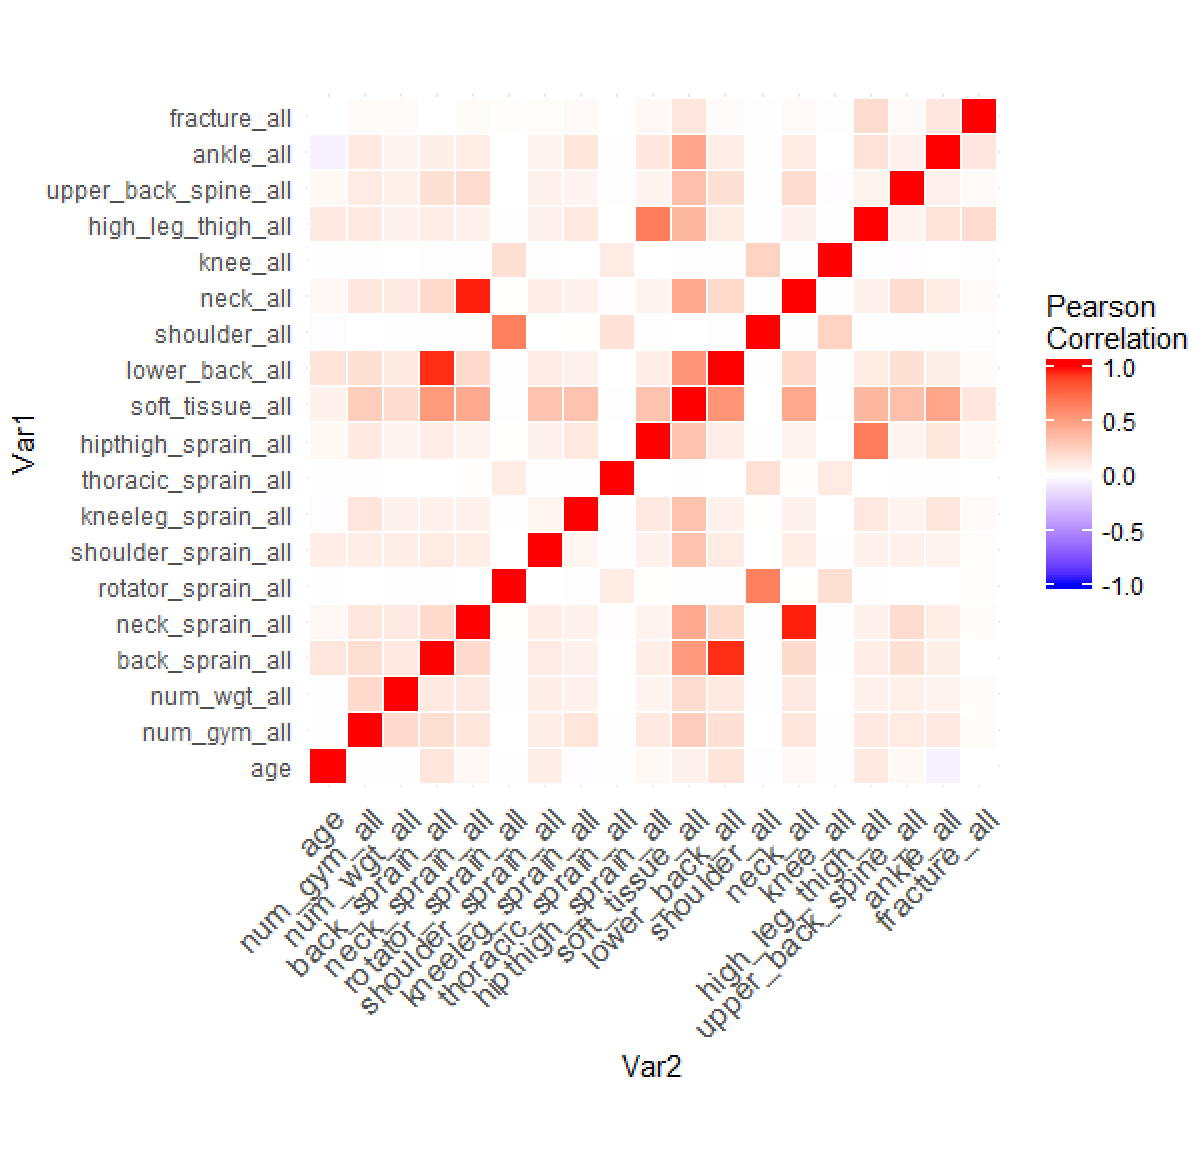 fracture_all
ankle_all
upper_back_spine_all
high_leg_thigh_all
knee_all
neck_all
shoulder_all
lower_back_all
soft_tissue_all
hipthigh_sprain_all
thoracic_sprain_all
kneeleg_sprain_all
shoulder_sprain_all
rotator_sprain_all
neck_sprain_all
back_sprain_all
num_wgt_all
num_gym_all
age
Var1
age
num_gym_all
num_wgt_all
back_sprain_all
neck_sprain_all
rotator_sprain_all
shoulder_sprain_all
kneeleg_sprain_all
thoracic_sprain_all
hipthigh_sprain_all
soft_tissue_all
lower_back_all
shoulder_all
neck_all
knee_all
high_leg_thigh_all
upper_back_spine_all
ankle_all
fracture_all
Var2
Pearson
Correlation
1.0
0.5
0.0
-0.5
-1.0